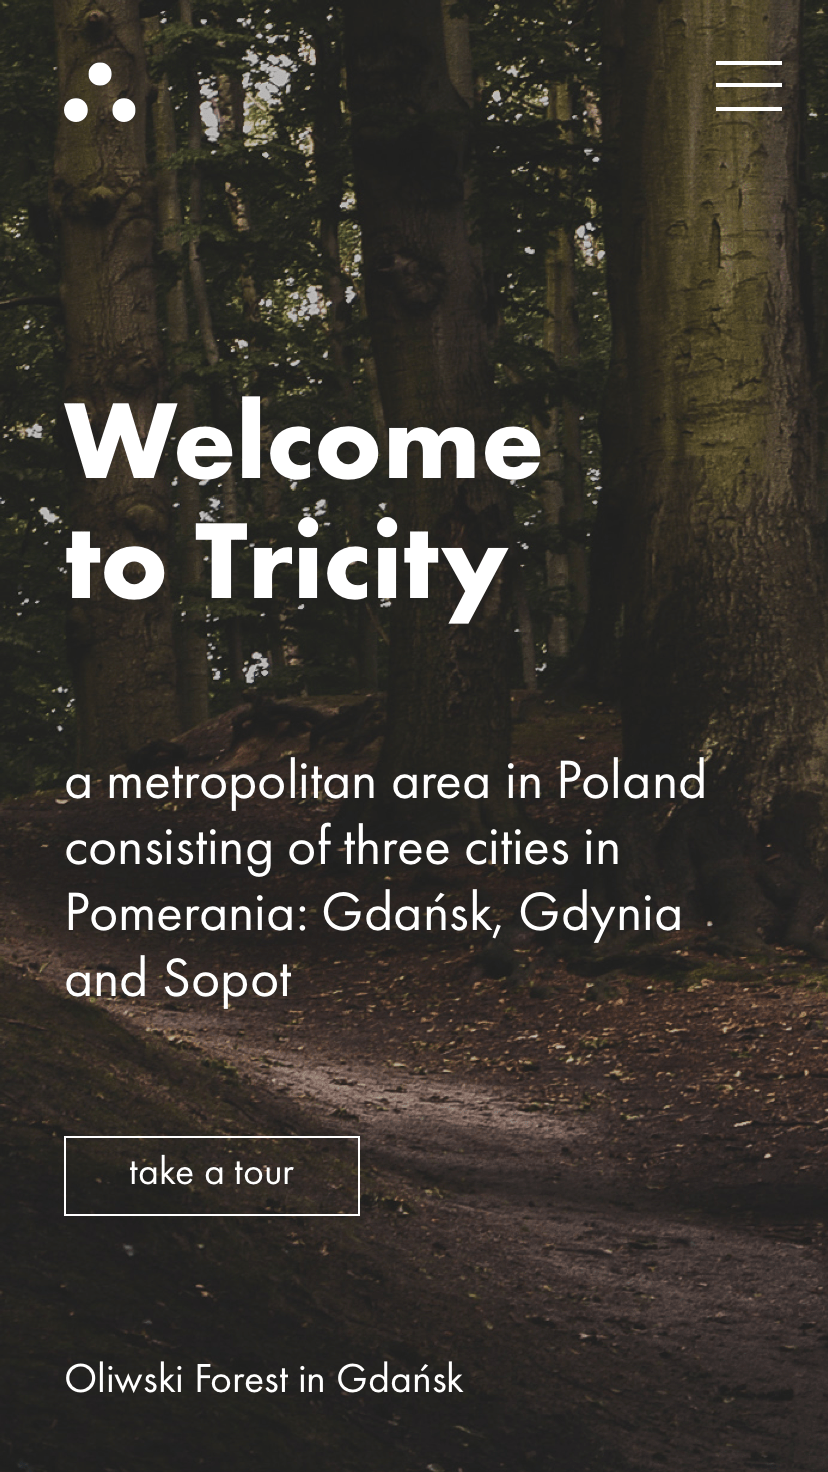 Welcome
to Tricity
a metropolitan area in Poland
consisting of three cities in
Pomerania: Gdańsk, Gdynia
and Sopot
take a tour
Oliwski Forest in Gdańsk